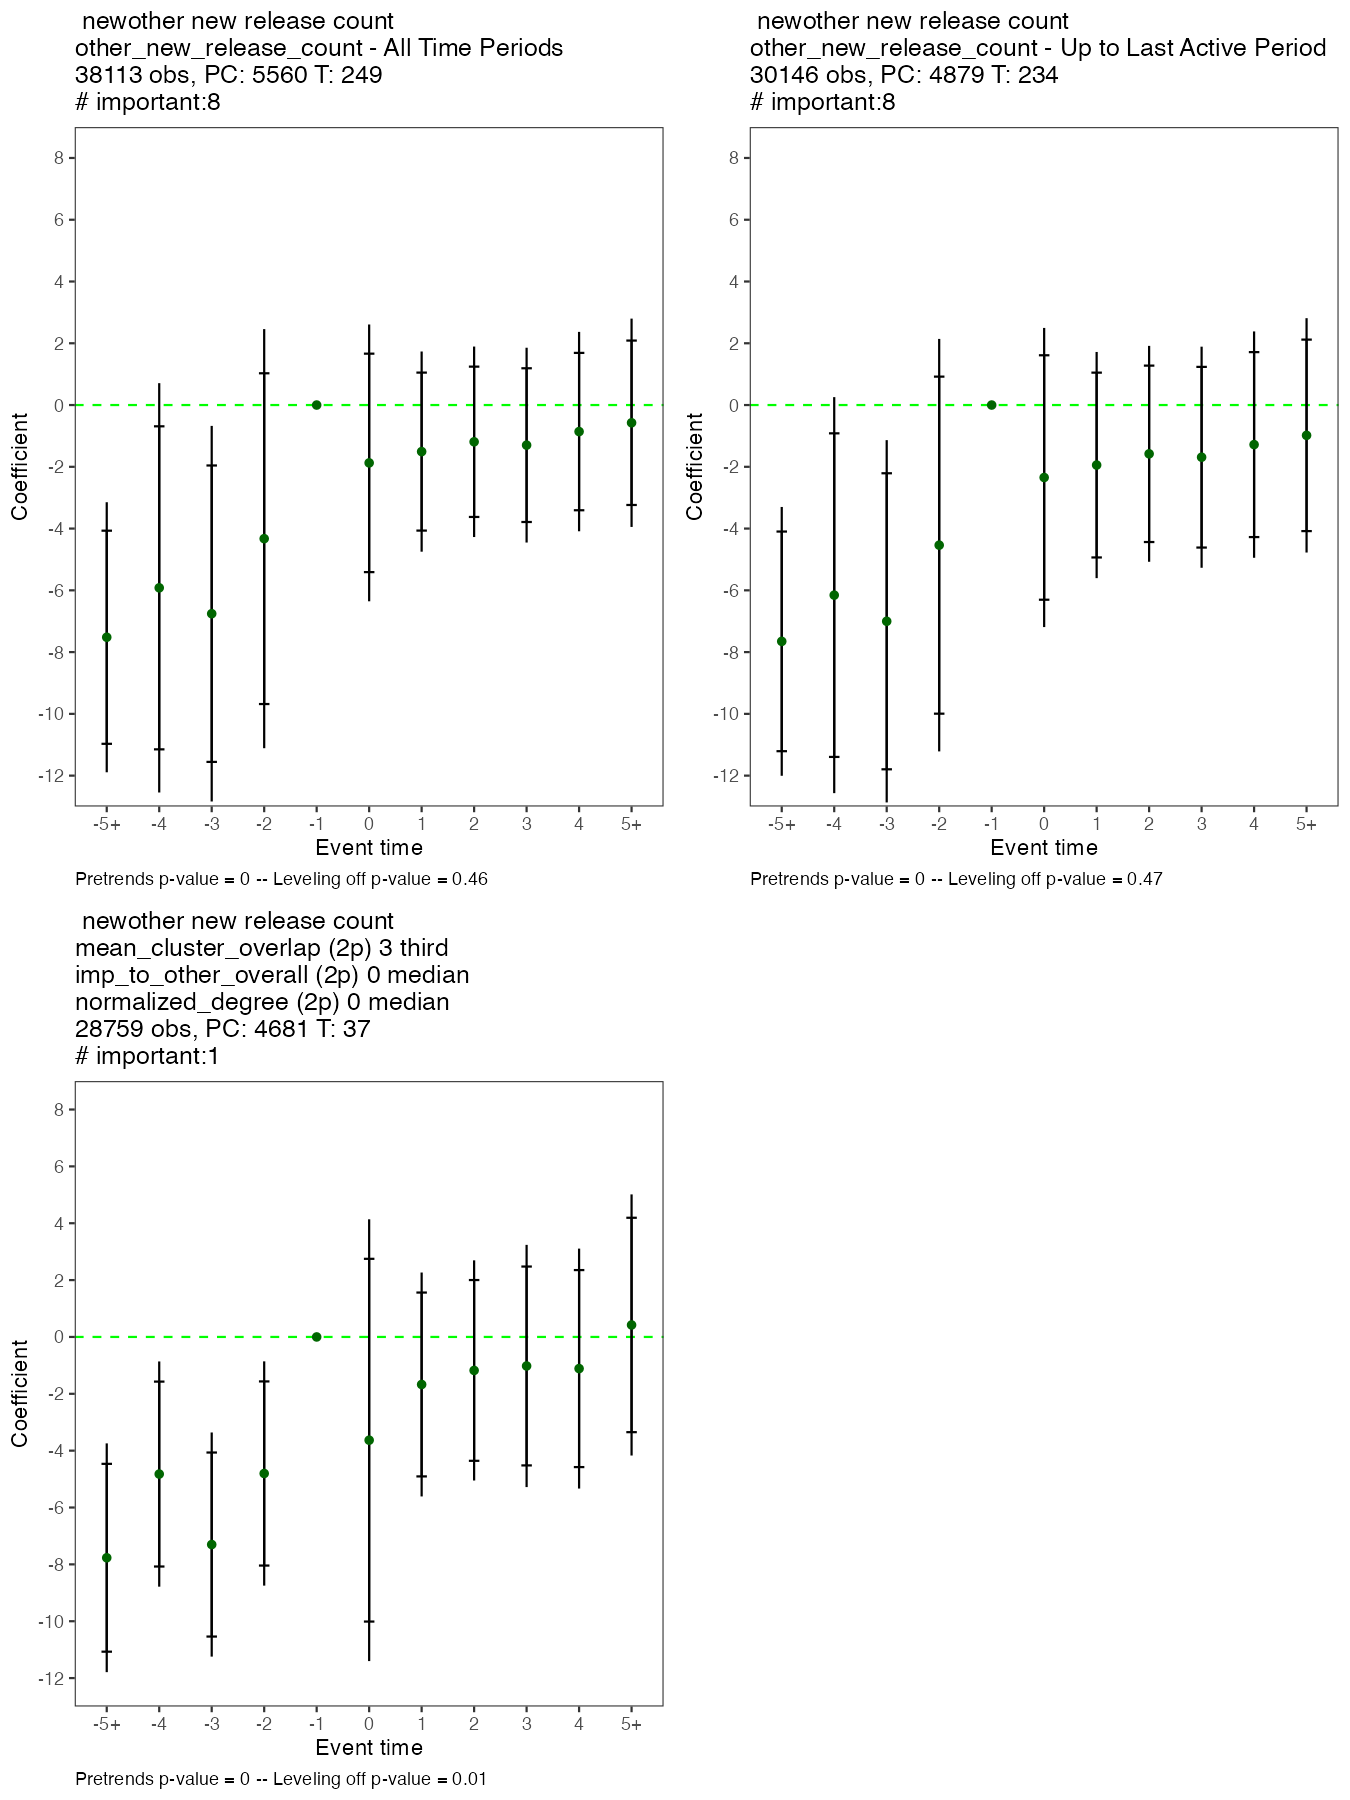 newother new release count
other_new_release_count - All Time Periods
38113 obs, PC: 5560 T: 249
# important:8
8
6
4
2
0
-2
-4
-6
-8
-10
-12
Coefficient
-5+ -4 -3 -2 -1 0 1 2 3 4 5+
Event time
Pretrends p-value = 0 -- Leveling off p-value = 0.46
newother new release count
other_new_release_count - Up to Last Active Period
30146 obs, PC: 4879 T: 234
# important:8
8
6
4
2
0
-2
-4
-6
-8
-10
-12
Coefficient
-5+ -4 -3 -2 -1 0 1 2 3 4 5+
Event time
Pretrends p-value = 0 -- Leveling off p-value = 0.47
newother new release count
mean_cluster_overlap (2p) 3 third
imp_to_other_overall (2p) 0 median
normalized_degree (2p) 0 median
28759 obs, PC: 4681 T: 37
# important:1
8
6
4
2
0
-2
-4
-6
-8
-10
-12
Coefficient
-5+ -4 -3 -2 -1 0 1 2 3 4 5+
Event time
Pretrends p-value = 0 -- Leveling off p-value = 0.01